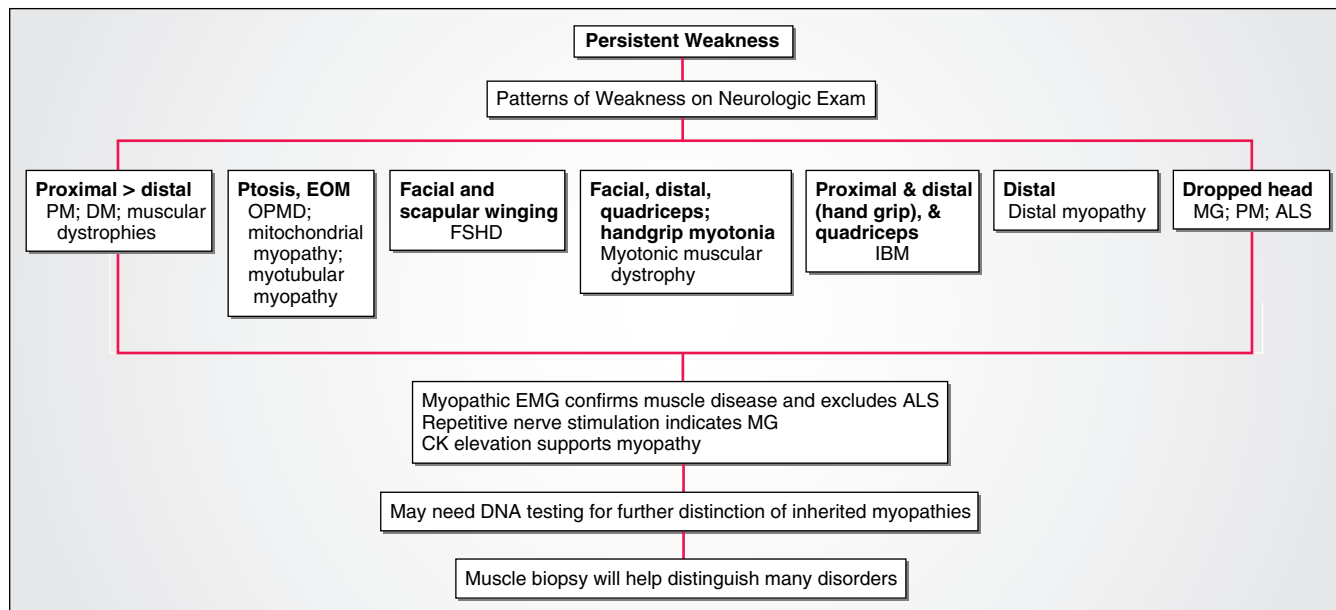 Persistent Weakness
Patterns of Weakness on Neurologic Exam
Proximal > distal
PM; DM; muscular
dystrophies
Ptosis, EOM
OPMD;
mitochondrial
myopathy;
myotubular
myopathy
Facial and
scapular winging
FSHD
Facial, distal,
quadriceps;
handgrip myotonia
Myotonic muscular
dystrophy
Proximal & distal
(hand grip), &
quadriceps
IBM
Distal
Distal myopathy
Dropped head
MG; PM; ALS
Myopathic EMG confirms muscle disease and excludes ALS
Repetitive nerve stimulation indicates MG
CK elevation supports myopathy
May need DNA testing for further distinction of inherited myopathies
Muscle biopsy will help distinguish many disorders